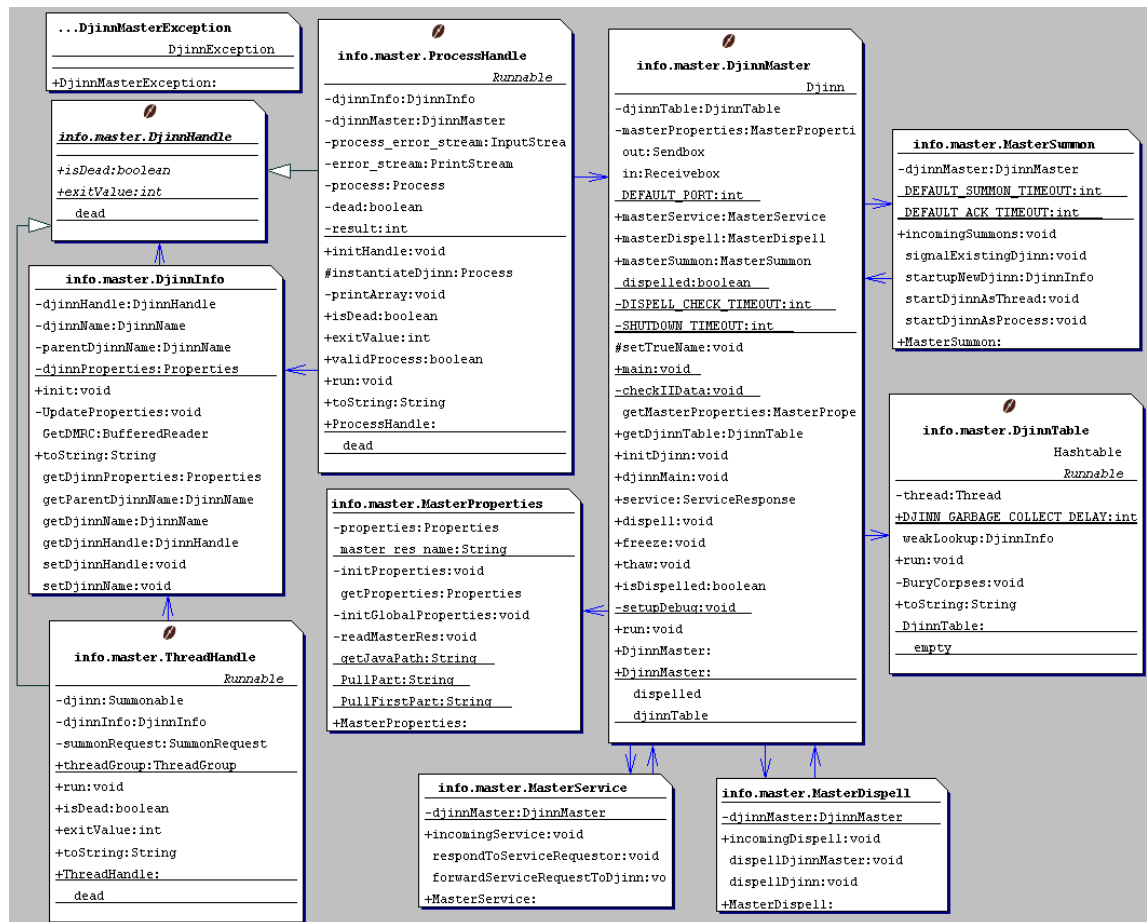 ...DjinnMasterException
DjinnException
+DjinnMasterException:
info.master.DjinnHandle
+isDead:boolean
+exitValue:int
dead
info.master.DjinnInfo
-djinnHandle:DjinnHandle
-djinnName:DjinnName
-parentDjinnName:DjinnName
-djinnProperties:Properties
+init:void
-UpdateProperties:void
GetDMRC:BufferedReader
+toString:String
getDjinnProperties:Properties
getParentDjinnName:DjinnName
getDjinnName:DjinnName
getDjinnHandle:DjinnHandle
setDjinnHandle:void
setDjinnName:void
info.master.ThreadHandle
Runnable
-djinn:Summonable
-djinnInfo:DjinnInfo
-summonRequest:SummonRequest
+threadGroup:ThreadGroup
+run:void
+isDead:boolean
+exitValue:int
+toString:String
+ThreadHandle:
dead
info.master.ProcessHandle
Runnable
-djinnInfo:DjinnInfo
-djinnMaster:DjinnMaster
-process_error_stream:InputStrea
-error_stream:PrintStream
-process:Process
-dead:boolean
-result:int
+initHandle:void
#instantiateDjinn:Process
-printArray:void
+isDead:boolean
+exitValue:int
+validProcess:boolean
+run:void
+toString:String
+ProcessHandle:
dead
info.master.MasterProperties
-properties:Properties
master_res_name:String
-initProperties:void
getProperties:Properties
-initGlobalProperties:void
-readMasterRes:void
getJavaPath:String
PullPart:String
PullFirstPart:String
+MasterProperties:
info.master.DjinnMaster
Djinn
-djinnTable:DjinnTable
-masterProperties:MasterProperti
out:Sendbox
in:Receivebox
DEFAULT_PORT:int
+masterService:MasterService
+masterDispell:MasterDispell
+masterSummon:MasterSummon
dispelled:boolean
-DISPELL_CHECK_TIMEOUT:int
-SHUTDOWN_TIMEOUT:int
#setTrueName:void
+main:void
-checkIIData:void
getMasterProperties:MasterPrope
+getDjinnTable:DjinnTable
+initDjinn:void
+djinnMain:void
+service:ServiceResponse
+dispell:void
+freeze:void
+thaw:void
+isDispelled:boolean
-setupDebug:void
+run:void
+DjinnMaster:
+DjinnMaster:
dispelled
djinnTable
info.master.MasterSummon
-djinnMaster:DjinnMaster
DEFAULT_SUMMON_TIMEOUT:int
DEFAULT_ACK_TIMEOUT:int
+incomingSummons:void
signalExistingDjinn:void
startupNewDjinn:DjinnInfo
startDjinnAsThread:void
startDjinnAsProcess:void
+MasterSummon:
info.master.DjinnTable
Hashtable
Runnable
-thread:Thread
+DJINN_GARBAGE_COLLECT_DELAY:int
weakLookup:DjinnInfo
+run:void
-BuryCorpses:void
+toString:String
DjinnTable:
empty
info.master.MasterService
-djinnMaster:DjinnMaster
+incomingService:void
respondToServiceRequestor:void
forwardServiceRequestToDjinn:vo
+MasterService:
info.master.MasterDispell
-djinnMaster:DjinnMaster
+incomingDispell:void
dispellDjinnMaster:void
dispellDjinn:void
+MasterDispell: